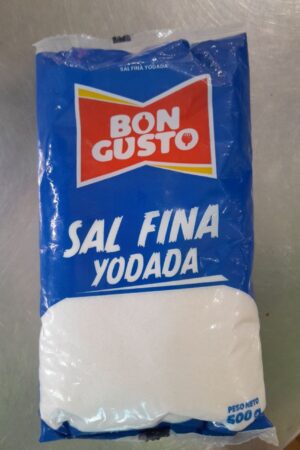 SAL FINA YODADA
BON
GUSTO
SAL FINA
YODADA
PESO NETO
500 G